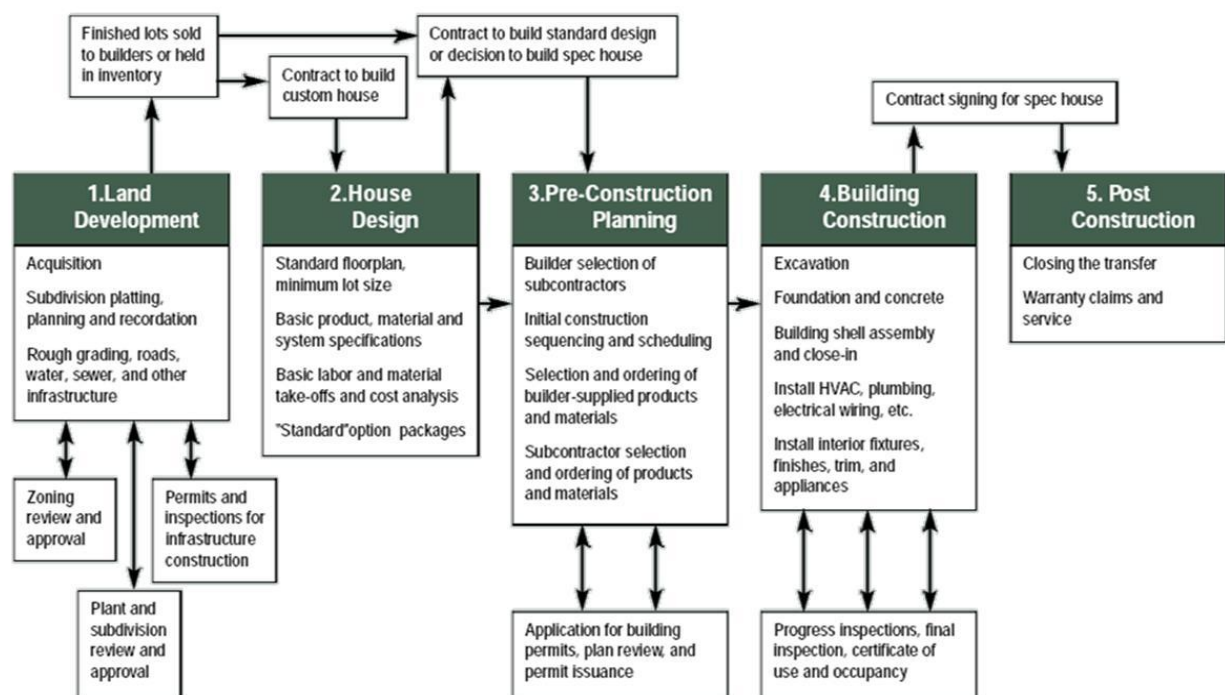 Finished lots sold
to builders or held
in inventory
Contract to build
custom house
Contract to build standard design
or decision to build spec house
Contract signing for spec house
1.Land
Development
Acquisition
Subdivision platting,
planning and recordation
Rough grading, roads,
water, sewer, and other
infrastructure
Zoning
review and
approval
Plant and
subdivision
review and
approval
Permits and
inspections for
infrastructure
construction
2.House
Design
Standard floorplan,
minimum lot size
Basic product, material and
system specifications
Basic labor and material
take-offs and cost analysis
"Standard"option packages
3.Pre-Construction
Planning
Builder selection of
subcontractors
Initial construction
sequencing and scheduling
Selection and ordering of
builder-supplied products
and materials
Subcontractor selection
and ordering of products
and materials
Application for building
permits, plan review, and
permit issuance
4.Building
Construction
Excavation
Foundation and concrete
Building shell assembly
and close-in
Install HVAC, plumbing,
electrical wiring, etc.
Install interior fixtures,
finishes, trim, and
appliances
Progress inspections, final
inspection, certificate of
use and occupancy
5. Post
Construction
Closing the transfer
Warranty claims and
service